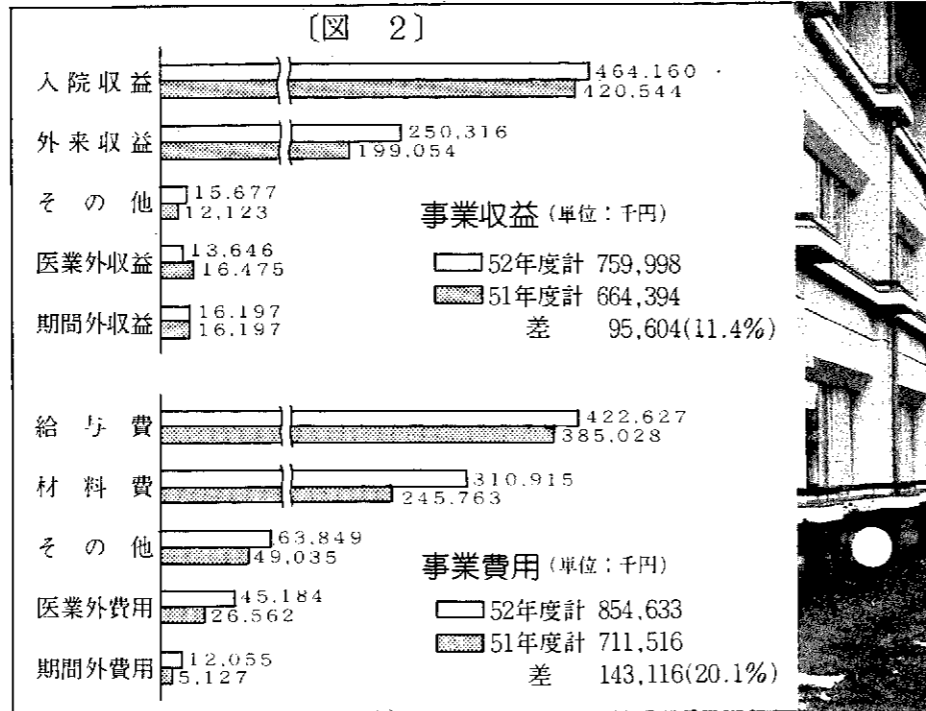 〔図 2〕
入院収益 464.160
420,544
外来収益 250,316
199,054
その他 15.677
12,123
事業収益(単位:千円)
医業外収益 13,646
16.475
52年度計 759,998
51年度計 664,394
期間外収益 16.197
16.197
差 95,604(11.4%)
給与費 422.627
385,028
材料費 310.915
245.763
その他 63,849
49,035
事業費用(単位:千円)
医業外費用 45.184
26.562
52年度計 854,633
51年度計 711,516
期間外費用 12,055
5,127
差 143,116(20.1%)